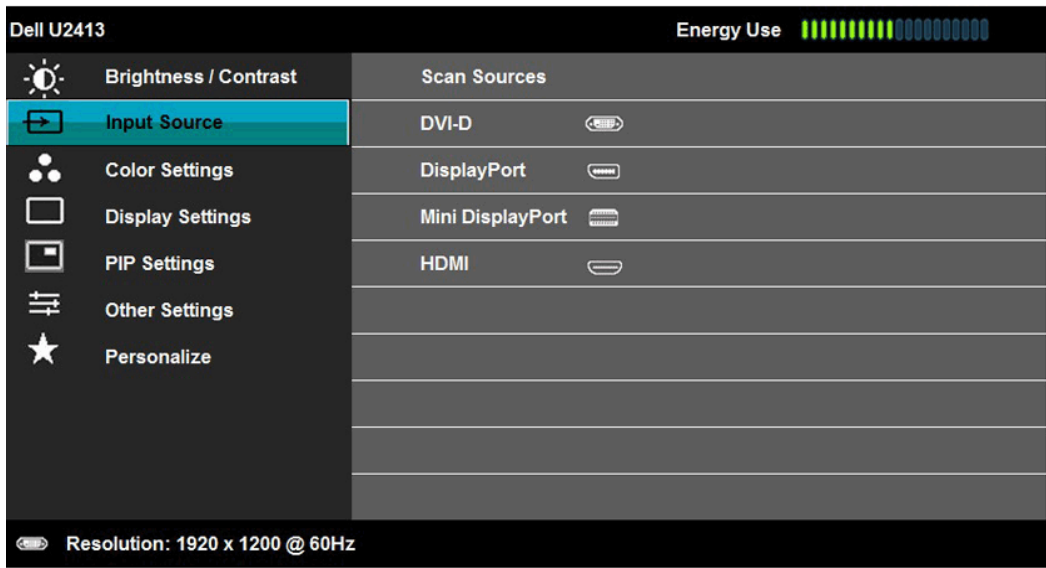 Dell U2413 Energy Use
Brightness / Contrast Scan Sources
Input Source DVI-D
Color Settings DisplayPort
Display Settings Mini DisplayPort
PIP Settings HDMI
Other Settings
Personalize
Resolution: 1920 x 1200 @ 60Hz